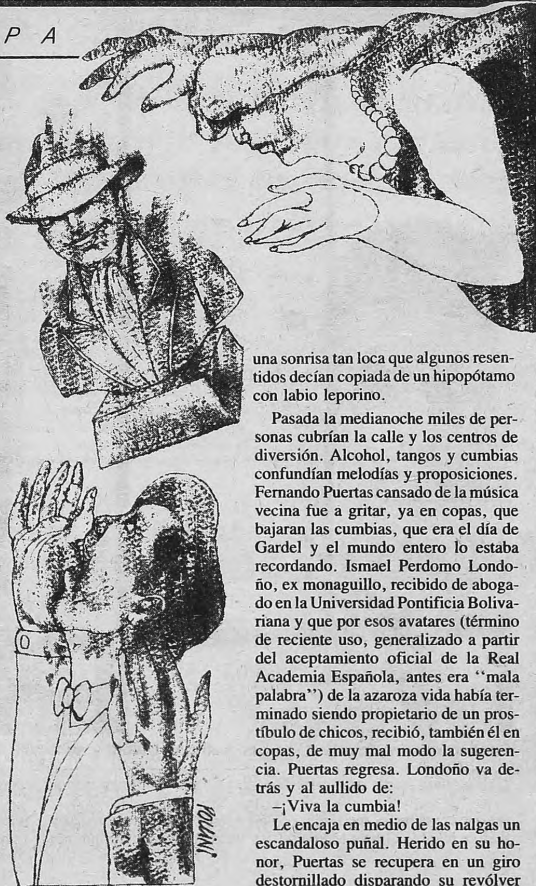 P A
una sonrisa tan loca que algunos resen-
tidos decían copiada de un hipopótamo
con labio leporino.
Pasada la medianoche miles de per-
sonas cubrían la calle y los centros de
diversión. Alcohol, tangos y cumbias
confundían melodías y proposiciones.
Fernando Puertas cansado de la música
vecina fue a gritar, ya en copas, que
bajaran las cumbias, que era el día de
Gardel y el mundo entero lo estaba
recordando. Ismael Perdomo Londo-
ño, ex monaguillo, recibido de aboga-
do en la Universidad Pontificia Boliva-
riana y que por esos avatares (término
de reciente uso, generalizado a partir
del aceptamiento oficial de la Real
Academia Española, antes era “mala
palabra”) de la azaroza vida había ter-
minado siendo propietario de un pros-
tíbulo de chicos, recibió, también él en
copas, de muy mal modo la sugeren-
cia. Puertas regresa. Londoño va de-
trás y al aullido de:
–¡Viva la cumbia!
Le encaja en medio de las nalgas un
escandaloso puñal. Herido en su ho-
nor, Puertas se recupera en un giro
destornillado disparando su revólver
POLLINI